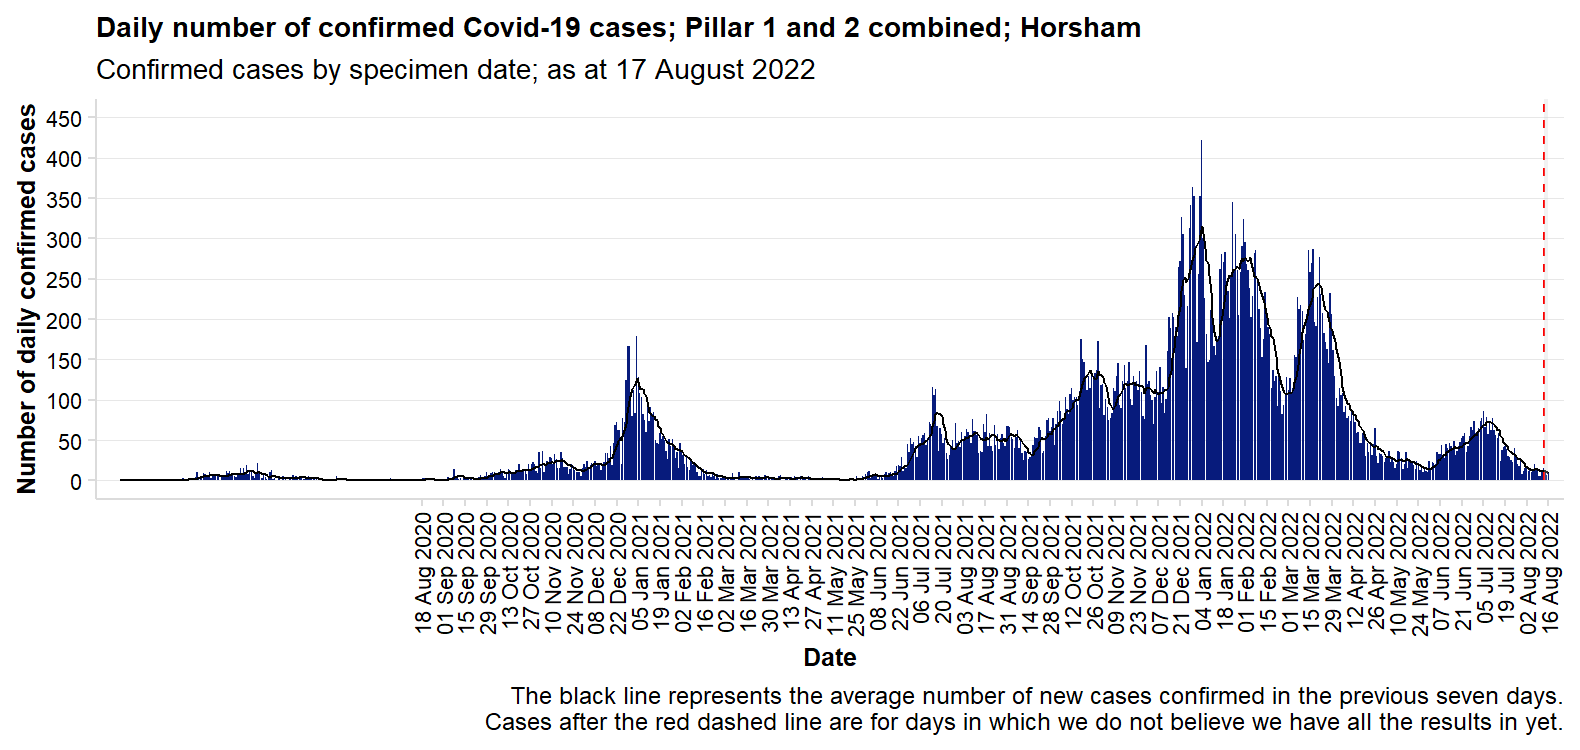 Daily number of confirmed Covid-19 cases; Pillar 1 and 2 combined; Horsham
Confirmed cases by specimen date; as at 17 August 2022
Number of daily confirmed cases
450
400
350
300
250
200
150
100
50
0
18 Aug 2020
01 Sep 2020
15 Sep 2020
29 Sep 2020
13 Oct 2020
27 Oct 2020
10 Nov 2020
24 Nov 2020
08 Dec 2020
22 Dec 2020
05 Jan 2021
19 Jan 2021
02 Feb 2021
16 Feb 2021
02 Mar 2021
16 Mar 2021
30 Mar 2021
13 Apr 2021
27 Apr 2021
11 May 2021
25 May 2021
08 Jun 2021
22 Jun 2021
06 Jul 2021
20 Jul 2021
03 Aug 2021
17 Aug 2021
31 Aug 2021
14 Sep 2021
28 Sep 2021
12 Oct 2021
26 Oct 2021
09 Nov 2021
23 Nov 2021
07 Dec 2021
21 Dec 2021
04 Jan 2022
18 Jan 2022
01 Feb 2022
15 Feb 2022
01 Mar 2022
15 Mar 2022
29 Mar 2022
12 Apr 2022
26 Apr 2022
10 May 2022
24 May 2022
07 Jun 2022
21 Jun 2022
05 Jul 2022
19 Jul 2022
02 Aug 2022
16 Aug 2022
Date
The black line represents the average number of new cases confirmed in the previous seven days.
Cases after the red dashed line are for days in which we do not believe we have all the results in yet.